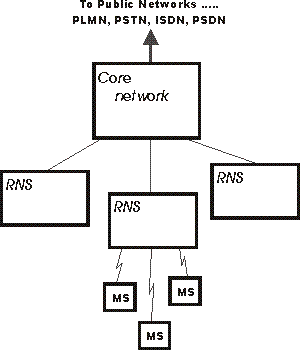 To Public Networks .....
PLMN, PSTN, ISDN, PSDN
Core
network
RNS
RNS
RNS
MS
MS
MS